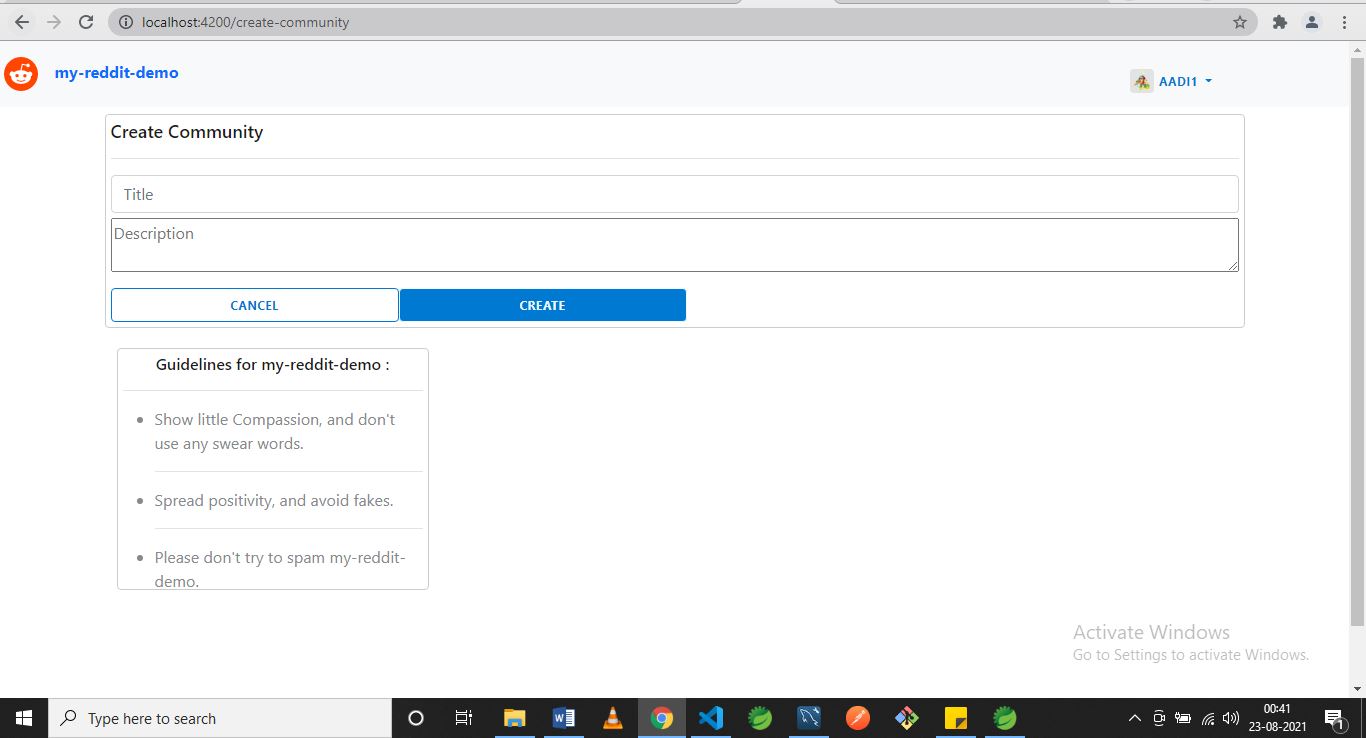 localhost:4200/create-community
my-reddit-demo
AADI1
Create Community
Title
Description
CANCEL
CREATE
Guidelines for my-reddit-demo :
Show little Compassion, and don't
use any swear words.
Spread positivity, and avoid fakes.
Please don't try to spam my-reddit-
demo.
Activate Windows
Go to Settings to activate Windows.
Type here to search
W
00:41
23-08-2021
1